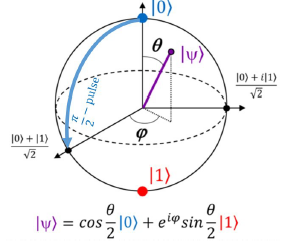 |0⟩
θ
|ψ⟩
π/2 – pulse
(|0⟩ + i|1⟩)/√2
(|0⟩ + |1⟩)/√2
φ
|1⟩
|ψ⟩ = cos θ/2 |0⟩ + e^{iφ} sin θ/2 |1⟩